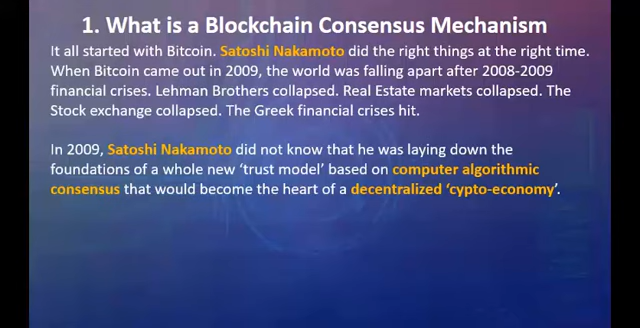 1. What is a Blockchain Consensus Mechanism
It all started with Bitcoin. Satoshi Nakamoto did the right things at the right time.
When Bitcoin came out in 2009, the world was falling apart after 2008-2009
financial crises. Lehman Brothers collapsed. Real Estate markets collapsed. The
Stock exchange collapsed. The Greek financial crises hit.
In 2009, Satoshi Nakamoto did not know that he was laying down the
foundations of a whole new ‘trust model’ based on computer algorithmic
consensus that would become the heart of a decentralized ‘cypto-economy’.